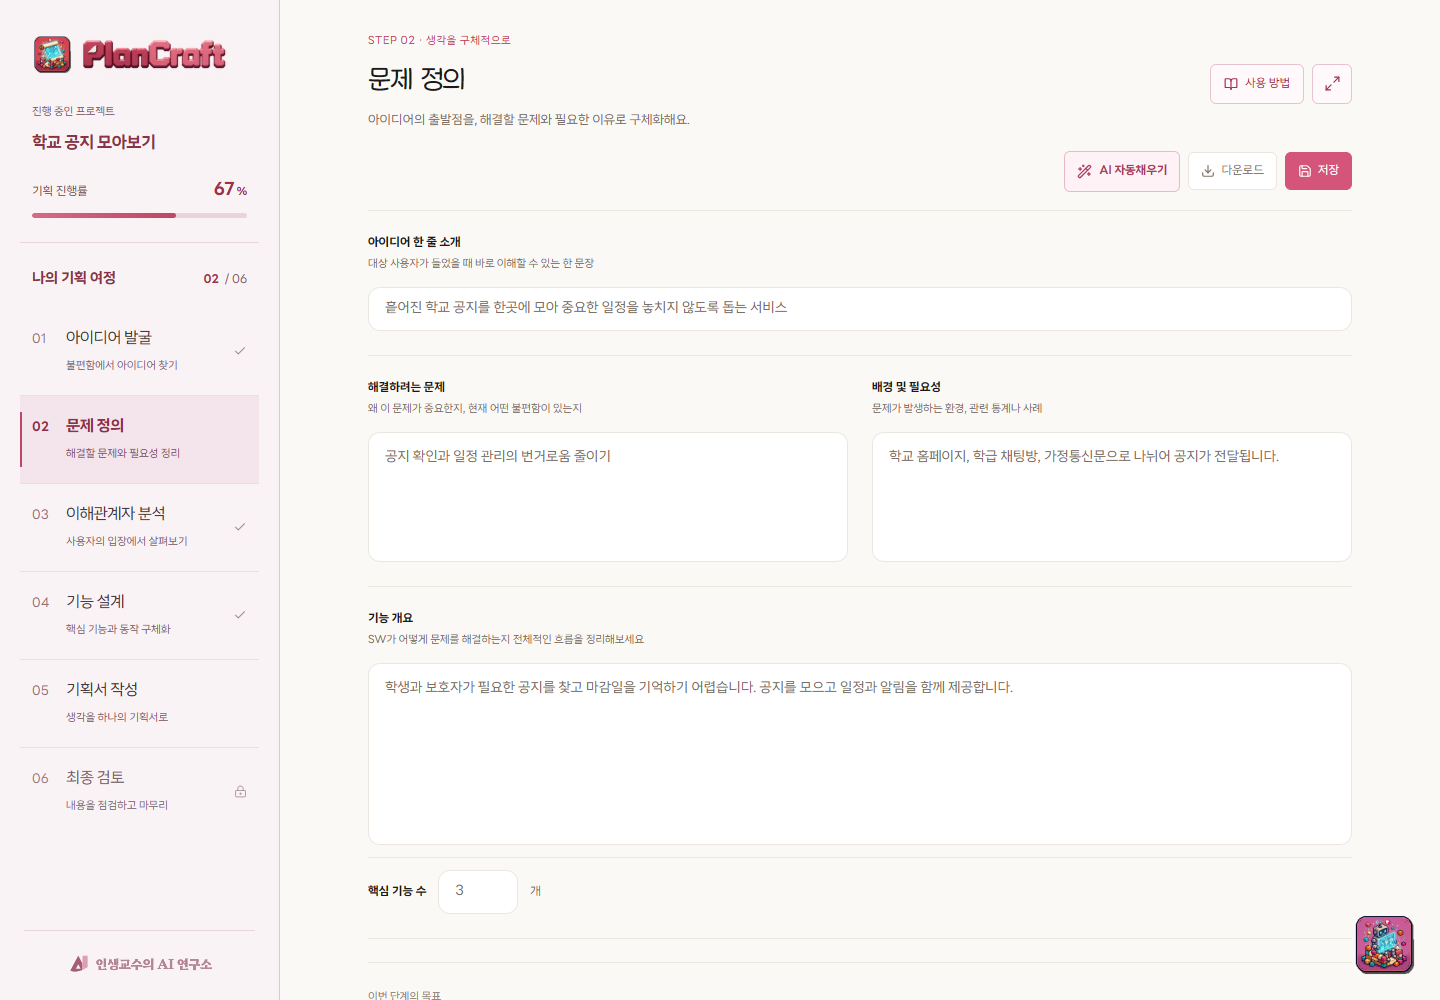 PlanCraft
진행 중인 프로젝트
학교 공지 모아보기
기획 진행률 67%
나의 기획 여정 02 / 06
01 아이디어 발굴
불편함에서 아이디어 찾기
02 문제 정의
해결할 문제와 필요성 정리
03 이해관계자 분석
사용자의 입장에서 살펴보기
04 기능 설계
핵심 기능과 동작 구체화
05 기획서 작성
생각을 하나의 기획서로
06 최종 검토
내용을 점검하고 마무리
인생교수의 AI 연구소
STEP 02 · 생각을 구체적으로
문제 정의
사용 방법
아이디어의 출발점을, 해결할 문제와 필요한 이유로 구체화해요.
AI 자동채우기
다운로드
저장
아이디어 한 줄 소개
대상 사용자가 들었을 때 바로 이해할 수 있는 한 문장
흩어진 학교 공지를 한곳에 모아 중요한 일정을 놓치지 않도록 돕는 서비스
해결하려는 문제
왜 이 문제가 중요한지, 현재 어떤 불편함이 있는지
공지 확인과 일정 관리의 번거로움 줄이기
배경 및 필요성
문제가 발생하는 환경, 관련 통계나 사례
학교 홈페이지, 학급 채팅방, 가정통신문으로 나뉘어 공지가 전달됩니다.
기능 개요
SW가 어떻게 문제를 해결하는지 전체적인 흐름을 정리해보세요
학생과 보호자가 필요한 공지를 찾고 마감일을 기억하기 어렵습니다. 공지를 모으고 일정과 알림을 함께 제공합니다.
핵심 기능 수 3 개
이번 단계의 목표